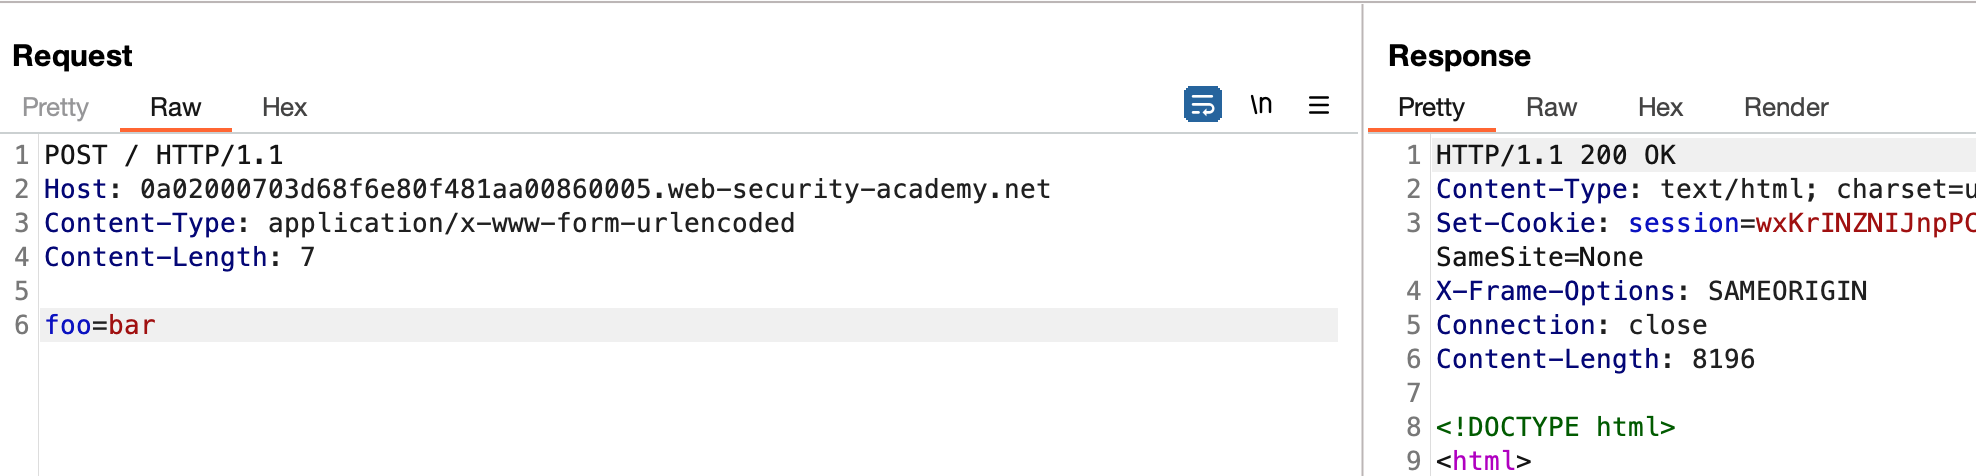 Request
Pretty Raw Hex \n
1 POST / HTTP/1.1
2 Host: 0a02000703d68f6e80f481aa00860005.web-security-academy.net
3 Content-Type: application/x-www-form-urlencoded
4 Content-Length: 7
5
6 foo=bar
Response
Pretty Raw Hex Render
1 HTTP/1.1 200 OK
2 Content-Type: text/html; charset=u
3 Set-Cookie: session=wxKrINZNIJnpPC
SameSite=None
4 X-Frame-Options: SAMEORIGIN
5 Connection: close
6 Content-Length: 8196
7
8 <!DOCTYPE html>
9 <html>